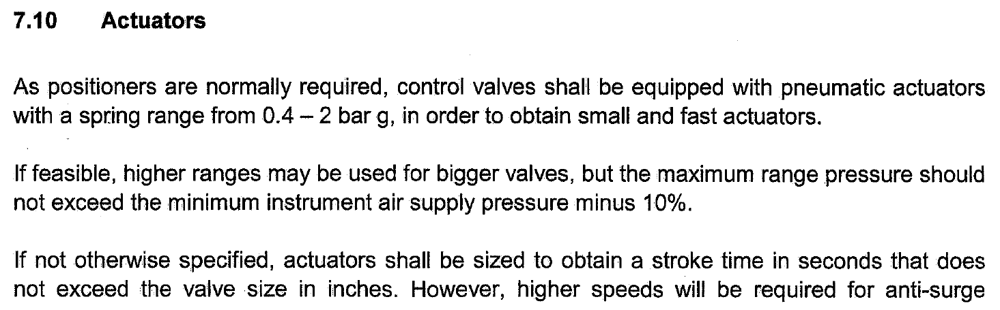 7.10 Actuators
As positioners are normally required, control valves shall be equipped with pneumatic actuators
with a spring range from 0.4 – 2 bar g, in order to obtain small and fast actuators.
If feasible, higher ranges may be used for bigger valves, but the maximum range pressure should
not exceed the minimum instrument air supply pressure minus 10%.
If not otherwise specified, actuators shall be sized to obtain a stroke time in seconds that does
not exceed the valve size in inches. However, higher speeds will be required for anti-surge